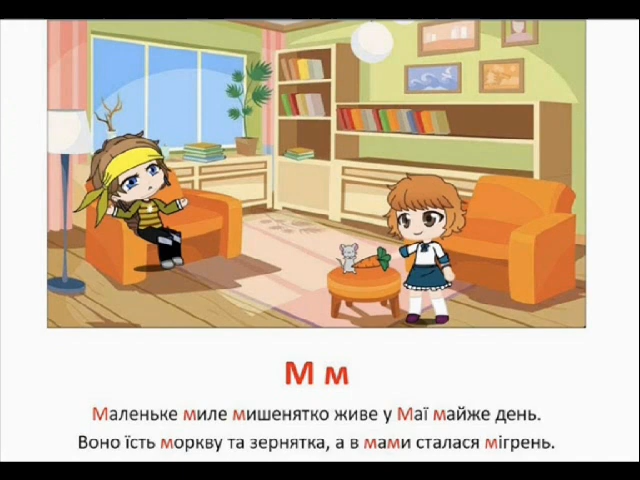 М м
Маленьке миле мишенятко живе у Маї майже день.
Воно їсть моркву та зернятка, а в мами сталася мігрень.